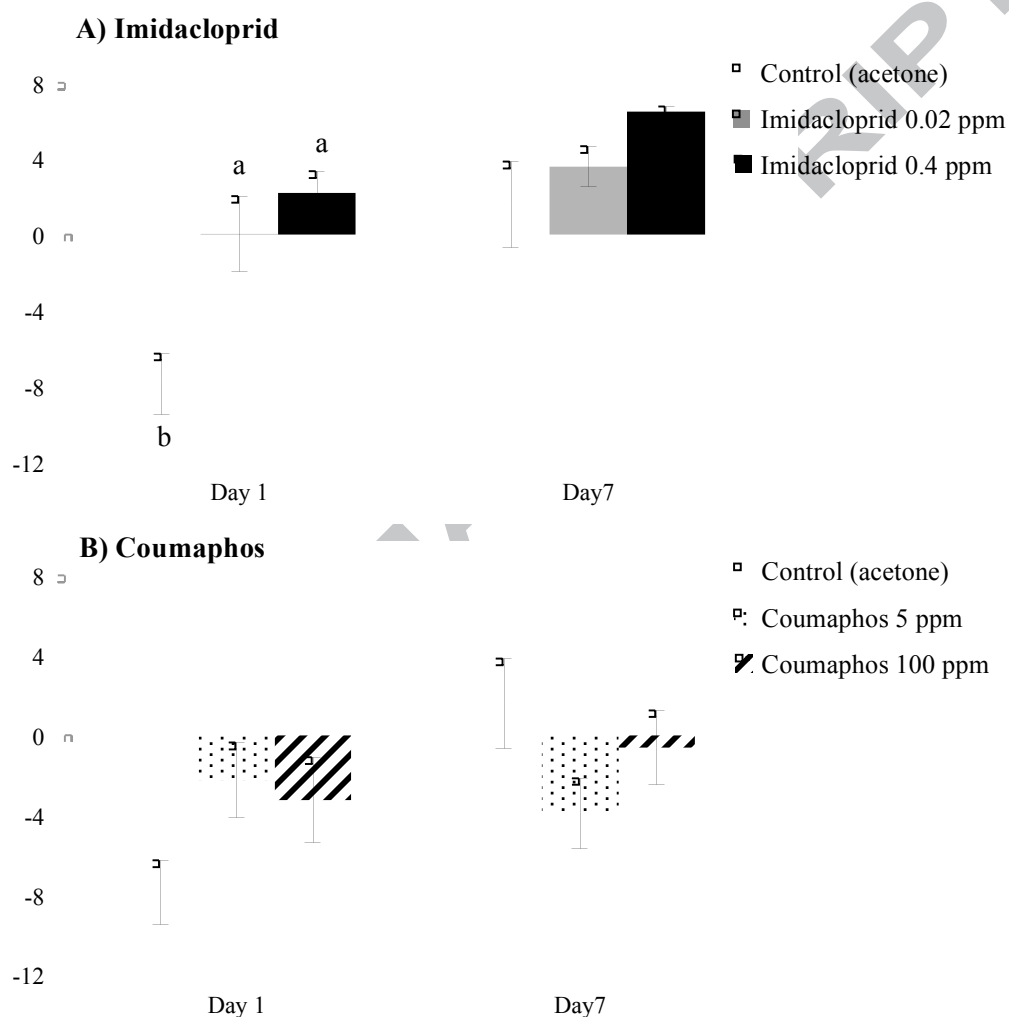 A) Imidacloprid
8
4
0
-4
-8
-12
a
a
b
Day 1
Day7
Control (acetone)
Imidacloprid 0.02 ppm
Imidacloprid 0.4 ppm
RIP
B) Coumaphos
8
4
0
-4
-8
-12
Day 1
Day7
Control (acetone)
Coumaphos 5 ppm
Coumaphos 100 ppm